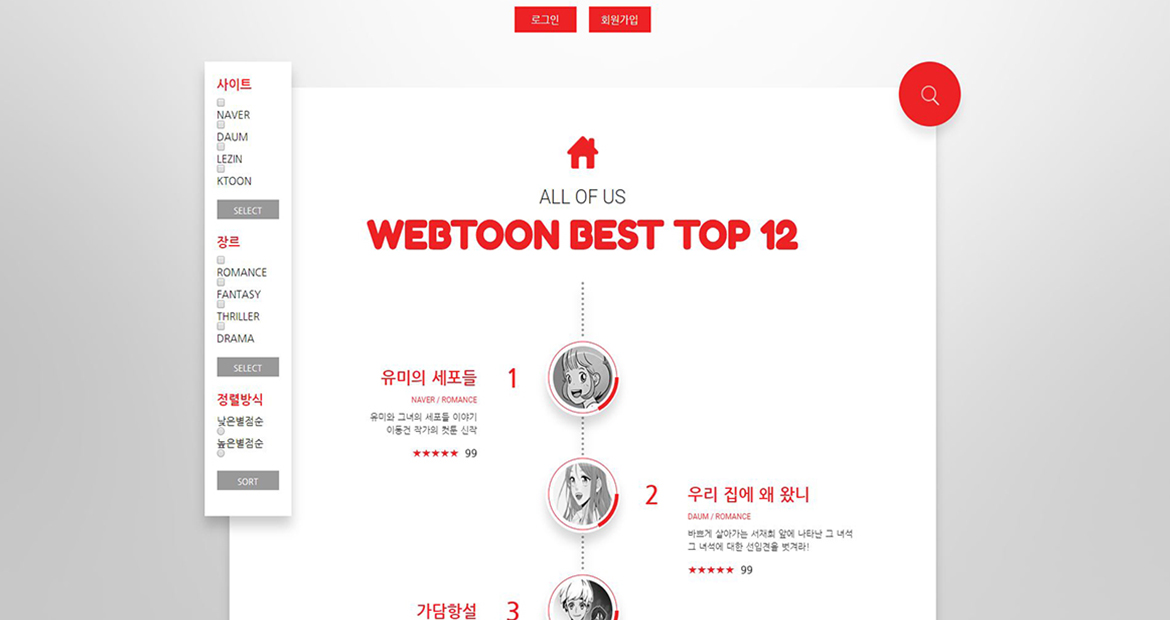 로그인
회원가입
사이트
NAVER
DAUM
LEZIN
KTOON
SELECT
장르
ROMANCE
FANTASY
THRILLER
DRAMA
SELECT
정렬방식
낮은별점순
높은별점순
SORT
ALL OF US
WEBTOON BEST TOP 12
유미의 세포들
1
NAVER / ROMANCE
유미와 그녀의 세포들 이야기
이동건 작가의 컷툰 신작
★★★★★ 99
2
우리 집에 왜 왔니
DAUM / ROMANCE
바쁘게 살아가는 서재희 앞에 나타난 그 녀석
그 녀석에 대한 선입견을 벗겨라!
★★★★★ 99
가담항설
3